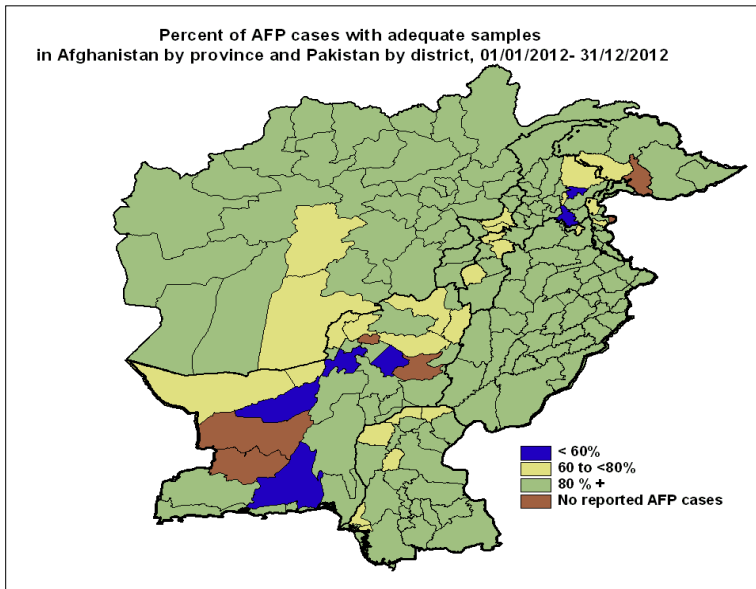 Percent of AFP cases with adequate samples
in Afghanistan by province and Pakistan by district, 01/01/2012- 31/12/2012
< 60%
60 to <80%
80 % +
No reported AFP cases